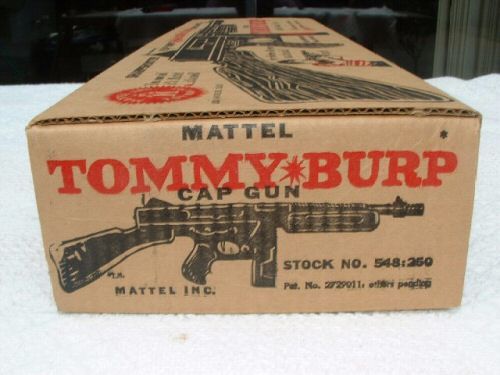 MATTEL
TOMMY*BURP
*
CAP GUN
STOCK NO. 548:250
MATTEL INC.
Pat. No. 2729011; others pending